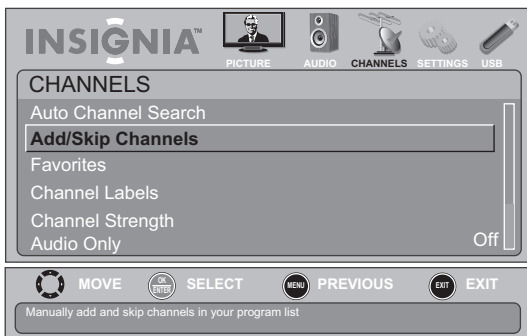 INSIGNIA™
PICTURE AUDIO CHANNELS SETTINGS USB
CHANNELS
Auto Channel Search
Add/Skip Channels
Favorites
Channel Labels
Channel Strength
Audio Only Off
MOVE OK ENTER SELECT MENU PREVIOUS EXIT EXIT
Manually add and skip channels in your program list